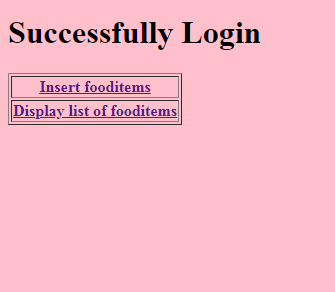 Successfully Login
Insert fooditems
Display list of fooditems